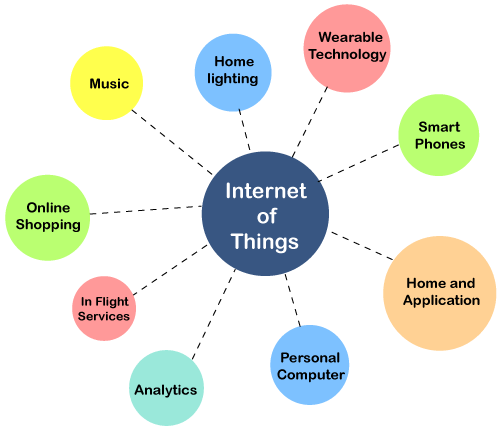 Wearable
Technology
Home
lighting
Music
Smart
Phones
Internet
of
Things
Online
Shopping
Home and
Application
In Flight
Services
Personal
Computer
Analytics